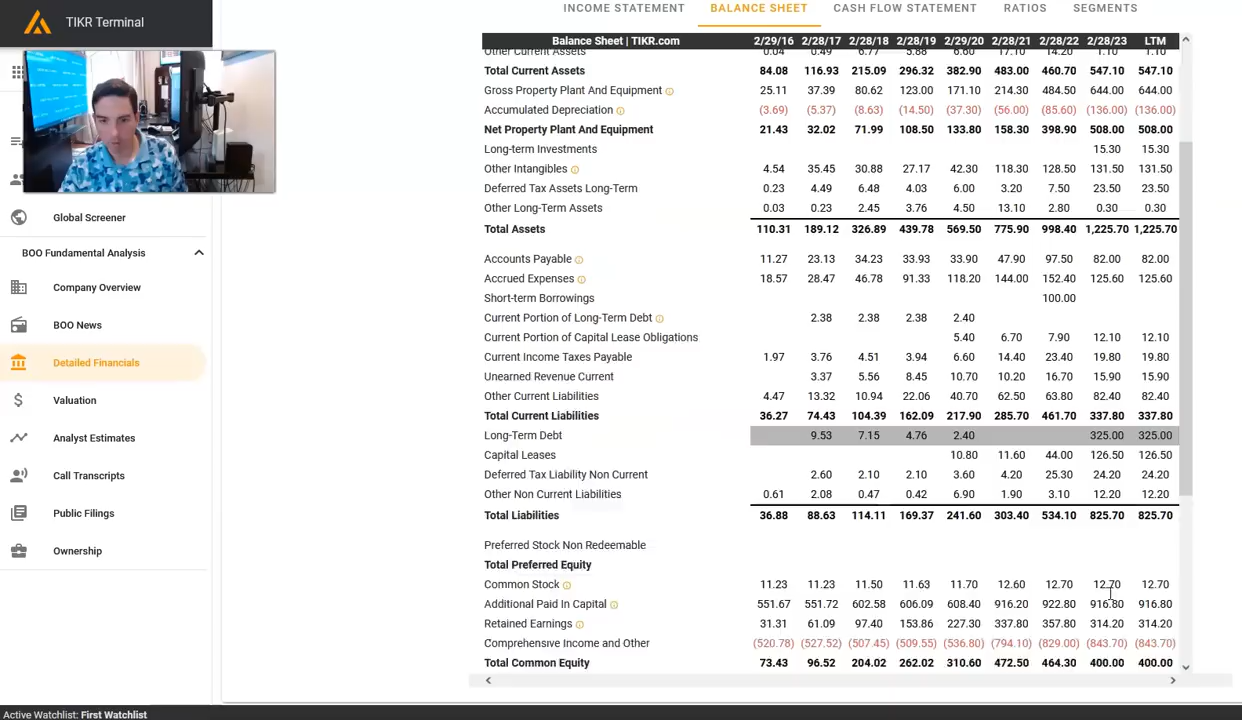 TIKR Terminal
INCOME STATEMENT BALANCE SHEET CASH FLOW STATEMENT RATIOS SEGMENTS
Balance Sheet | TIKR.com 2/29/16 2/28/17 2/28/18 2/28/19 2/29/20 2/28/21 2/28/22 2/28/23 LTM
Other Current Assets 0.04 0.49 6.77 5.88 6.60 17.10 14.20 1.10 1.10
Total Current Assets 84.08 116.93 215.09 296.32 382.90 483.00 460.70 547.10 547.10
Gross Property Plant And Equipment 25.11 37.39 80.62 123.00 171.10 214.30 484.50 644.00 644.00
Accumulated Depreciation (3.69) (5.37) (8.63) (14.50) (37.30) (56.00) (85.60) (136.00) (136.00)
Net Property Plant And Equipment 21.43 32.02 71.99 108.50 133.80 158.30 398.90 508.00 508.00
Long-term Investments 15.30 15.30
Other Intangibles 4.54 35.45 30.88 27.17 42.30 118.30 128.50 131.50 131.50
Deferred Tax Assets Long-Term 0.23 4.49 6.48 4.03 6.00 3.20 7.50 23.50 23.50
Other Long-Term Assets 0.03 0.23 2.45 3.76 4.50 13.10 2.80 0.30 0.30
Total Assets 110.31 189.12 326.89 439.78 569.50 775.90 998.40 1,225.70 1,225.70
Accounts Payable 11.27 23.13 34.23 33.93 33.90 47.90 97.50 82.00 82.00
Accrued Expenses 18.57 28.47 46.78 91.33 118.20 144.00 152.40 125.60 125.60
Short-term Borrowings 100.00
Current Portion of Long-Term Debt 2.38 2.38 2.38 2.40
Current Portion of Capital Lease Obligations 5.40 6.70 7.90 12.10 12.10
Current Income Taxes Payable 1.97 3.76 4.51 3.94 6.60 14.40 23.40 19.80 19.80
Unearned Revenue Current 3.37 5.56 8.45 10.70 10.20 16.70 15.90 15.90
Other Current Liabilities 4.47 13.32 10.94 22.06 40.70 62.50 63.80 82.40 82.40
Total Current Liabilities 36.27 74.43 104.39 162.09 217.90 285.70 461.70 337.80 337.80
Long-Term Debt 9.53 7.15 4.76 2.40 325.00 325.00
Capital Leases 10.80 11.60 44.00 126.50 126.50
Deferred Tax Liability Non Current 2.60 2.10 2.10 3.60 4.20 25.30 24.20 24.20
Other Non Current Liabilities 0.61 2.08 0.47 0.42 6.90 1.90 3.10 12.20 12.20
Total Liabilities 36.88 88.63 114.11 169.37 241.60 303.40 534.10 825.70 825.70
Preferred Stock Non Redeemable
Total Preferred Equity
Common Stock 11.23 11.23 11.50 11.63 11.70 12.60 12.70 12.70 12.70
Additional Paid In Capital 551.67 551.72 602.58 606.09 608.40 916.20 922.80 916.80 916.80
Retained Earnings 31.31 61.09 97.40 153.86 227.30 337.80 357.80 314.20 314.20
Comprehensive Income and Other (520.78) (527.52) (507.45) (509.55) (536.80) (794.10) (829.00) (843.70) (843.70)
Total Common Equity 73.43 96.52 204.02 262.02 310.60 472.50 464.30 400.00 400.00
Global Screener
BOO Fundamental Analysis
Company Overview
BOO News
Detailed Financials
Valuation
Analyst Estimates
Call Transcripts
Public Filings
Ownership
Active Watchlist: First Watchlist